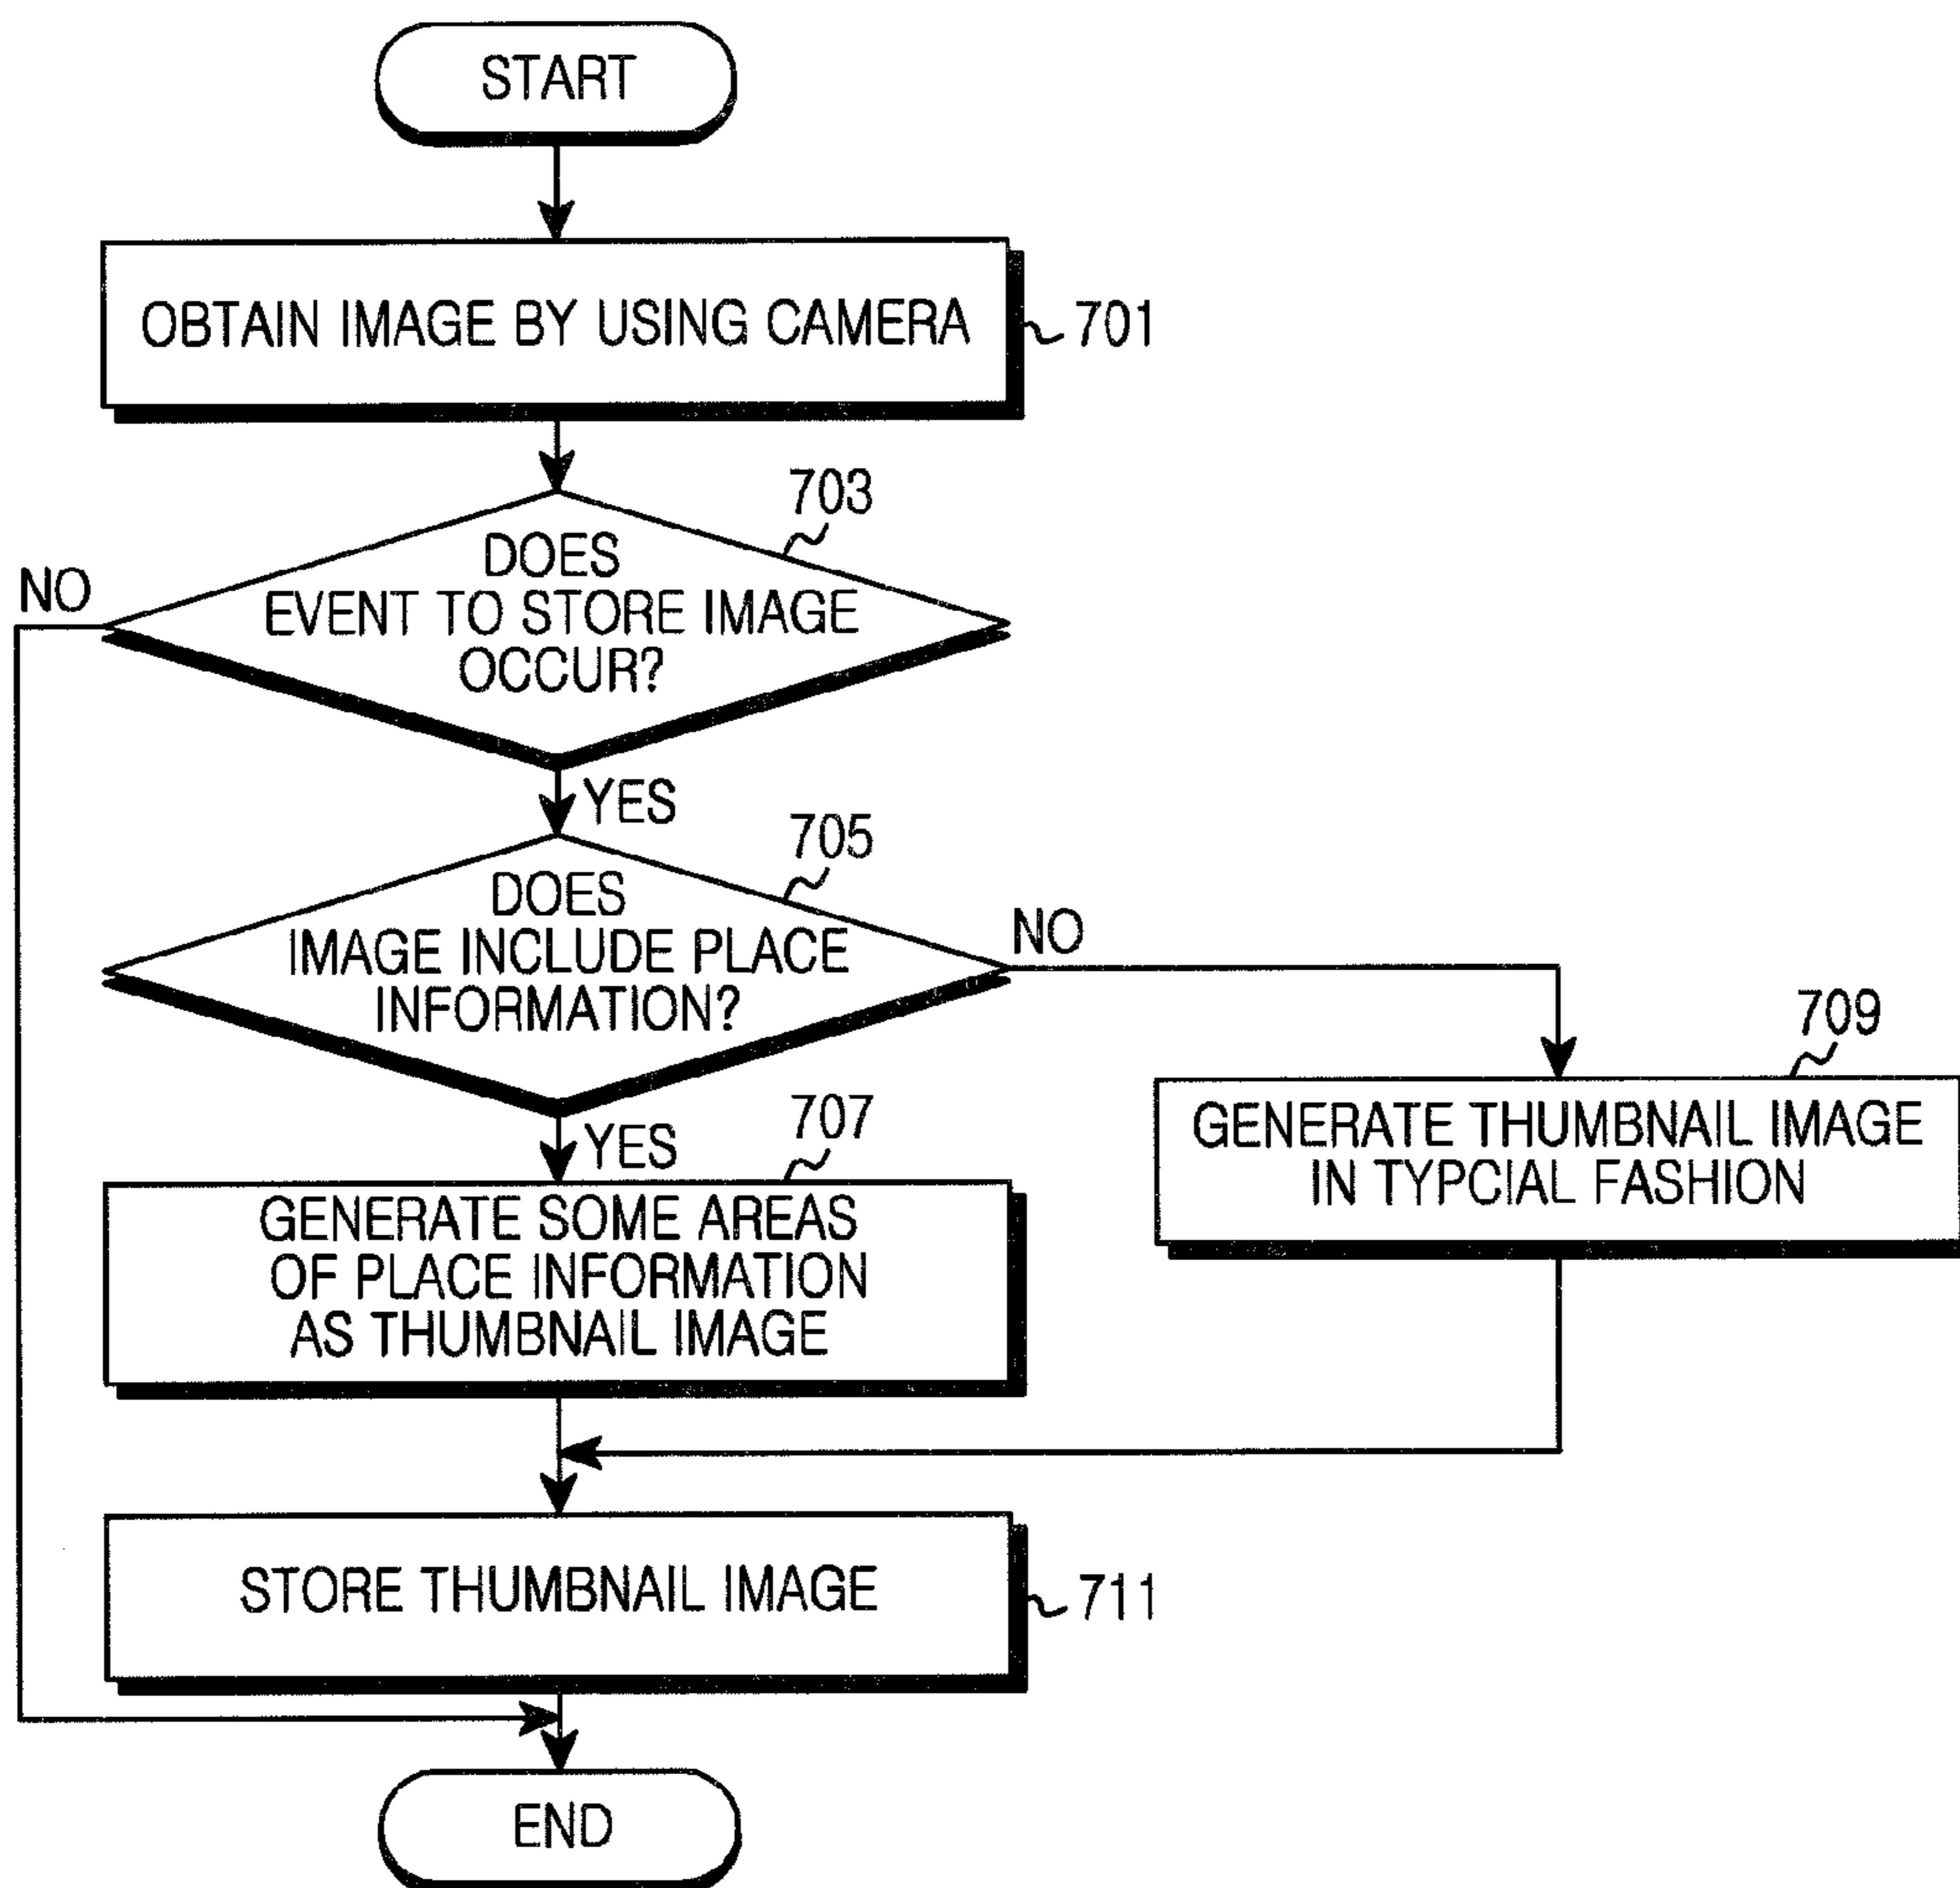 START
OBTAIN IMAGE BY USING CAMERA
701
703
DOES
EVENT TO STORE IMAGE
OCCUR?
NO
YES
705
DOES
IMAGE INCLUDE PLACE
INFORMATION?
NO
YES
707
GENERATE SOME AREAS
OF PLACE INFORMATION
AS THUMBNAIL IMAGE
709
GENERATE THUMBNAIL IMAGE
IN TYPCIAL FASHION
STORE THUMBNAIL IMAGE
711
END